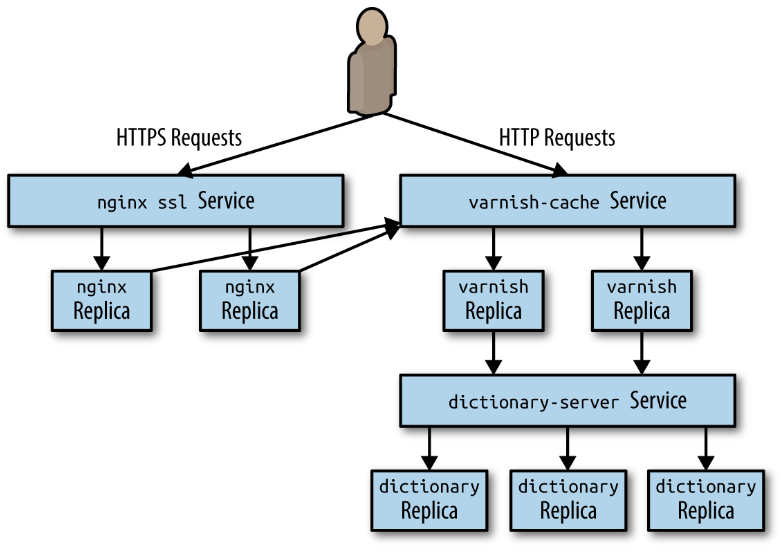 HTTPS Requests
HTTP Requests
nginx ssl Service
varnish-cache Service
nginx
Replica
nginx
Replica
varnish
Replica
varnish
Replica
dictionary-server Service
dictionary
Replica
dictionary
Replica
dictionary
Replica